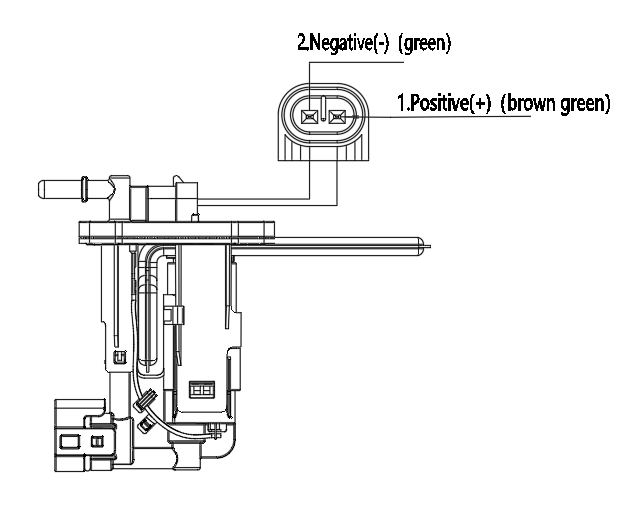 2.Negative(-) (green)
1.Positive(+) (brown green)